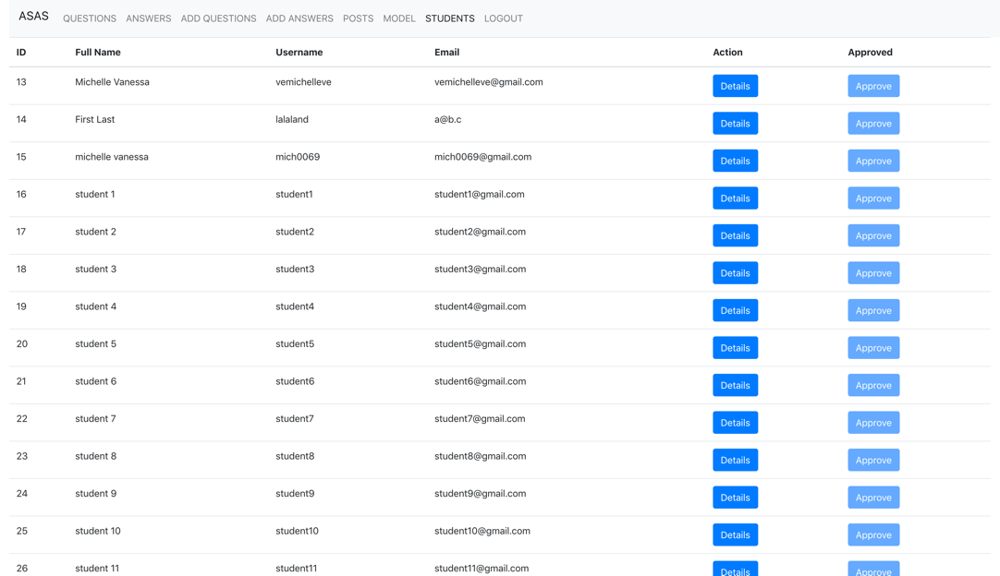 ASAS QUESTIONS ANSWERS ADD QUESTIONS ADD ANSWERS POSTS MODEL STUDENTS LOGOUT
ID Full Name Username Email Action Approved
13 Michelle Vanessa vemichelleve vemichelleve@gmail.com Details Approve
14 First Last lalaland a@b.c Details Approve
15 michelle vanessa mich0069 mich0069@gmail.com Details Approve
16 student 1 student1 student1@gmail.com Details Approve
17 student 2 student2 student2@gmail.com Details Approve
18 student 3 student3 student3@gmail.com Details Approve
19 student 4 student4 student4@gmail.com Details Approve
20 student 5 student5 student5@gmail.com Details Approve
21 student 6 student6 student6@gmail.com Details Approve
22 student 7 student7 student7@gmail.com Details Approve
23 student 8 student8 student8@gmail.com Details Approve
24 student 9 student9 student9@gmail.com Details Approve
25 student 10 student10 student10@gmail.com Details Approve
26 student 11 student11 student11@gmail.com Details Approve